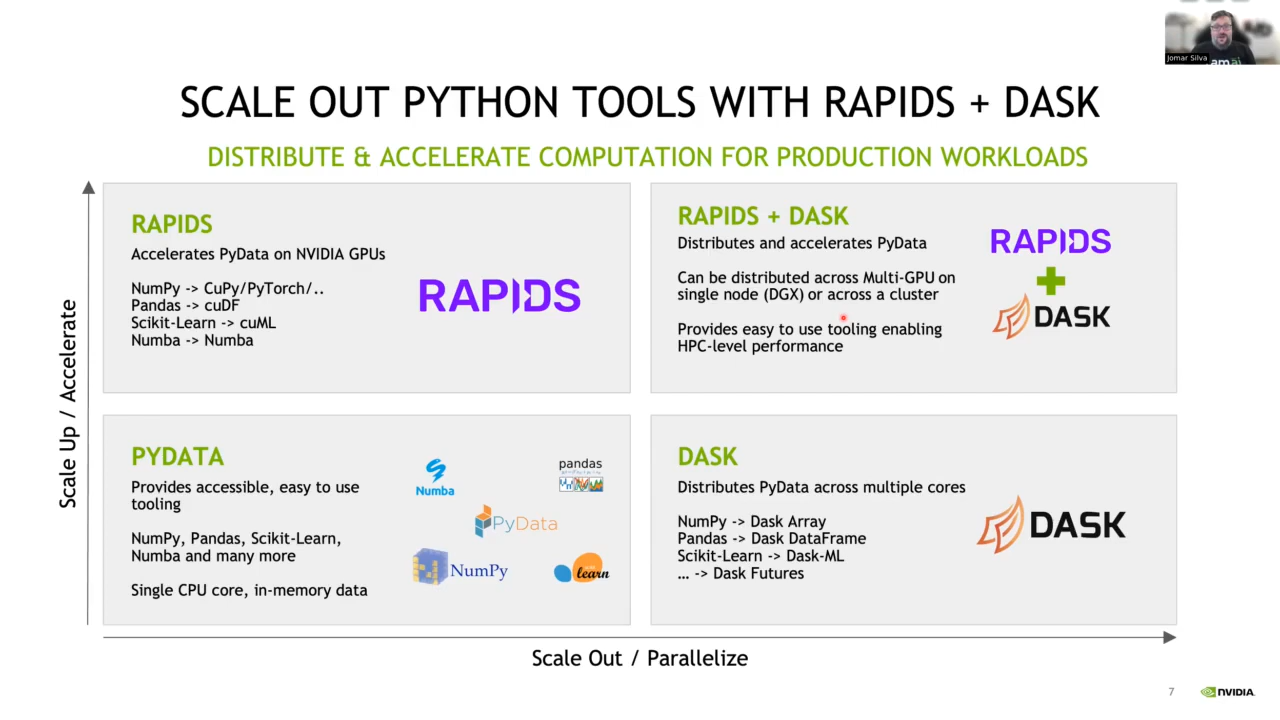 Jomar Silva
SCALE OUT PYTHON TOOLS WITH RAPIDS + DASK
DISTRIBUTE & ACCELERATE COMPUTATION FOR PRODUCTION WORKLOADS
Scale Up / Accelerate
RAPIDS
Accelerates PyData on NVIDIA GPUs
NumPy -> CuPy/PyTorch/..
Pandas -> cuDF
Scikit-Learn -> cuML
Numba -> Numba
RAPIDS
RAPIDS + DASK
Distributes and accelerates PyData
Can be distributed across Multi-GPU on
single node (DGX) or across a cluster
Provides easy to use tooling enabling
HPC-level performance
RAPIDS
DASK
PYDATA
Provides accessible, easy to use
tooling
NumPy, Pandas, Scikit-Learn,
Numba and many more
Single CPU core, in-memory data
Numba
pandas
PyData
NumPy
learn
DASK
Distributes PyData across multiple cores
NumPy -> Dask Array
Pandas -> Dask DataFrame
Scikit-Learn -> Dask-ML
… -> Dask Futures
DASK
Scale Out / Parallelize
7
NVIDIA.